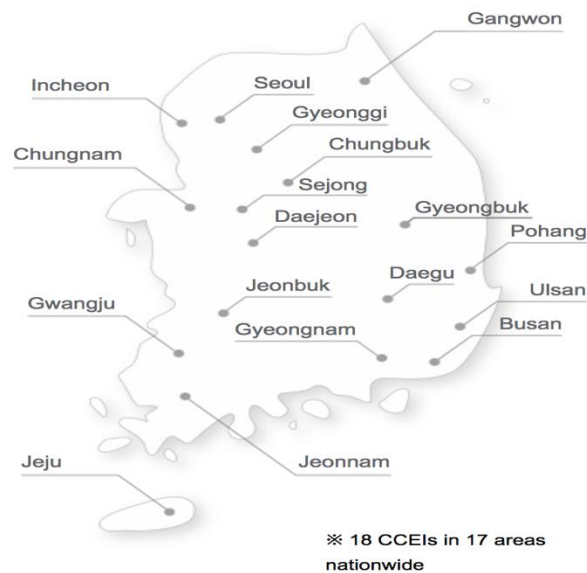 Gangwon
Incheon
Seoul
Gyeonggi
Chungnam
Chungbuk
Sejong
Gyeongbuk
Daejeon
Pohang
Daegu
Ulsan
Jeonbuk
Gwangju
Gyeongnam
Busan
Jeju
Jeonnam
※ 18 CCEIs in 17 areas
nationwide